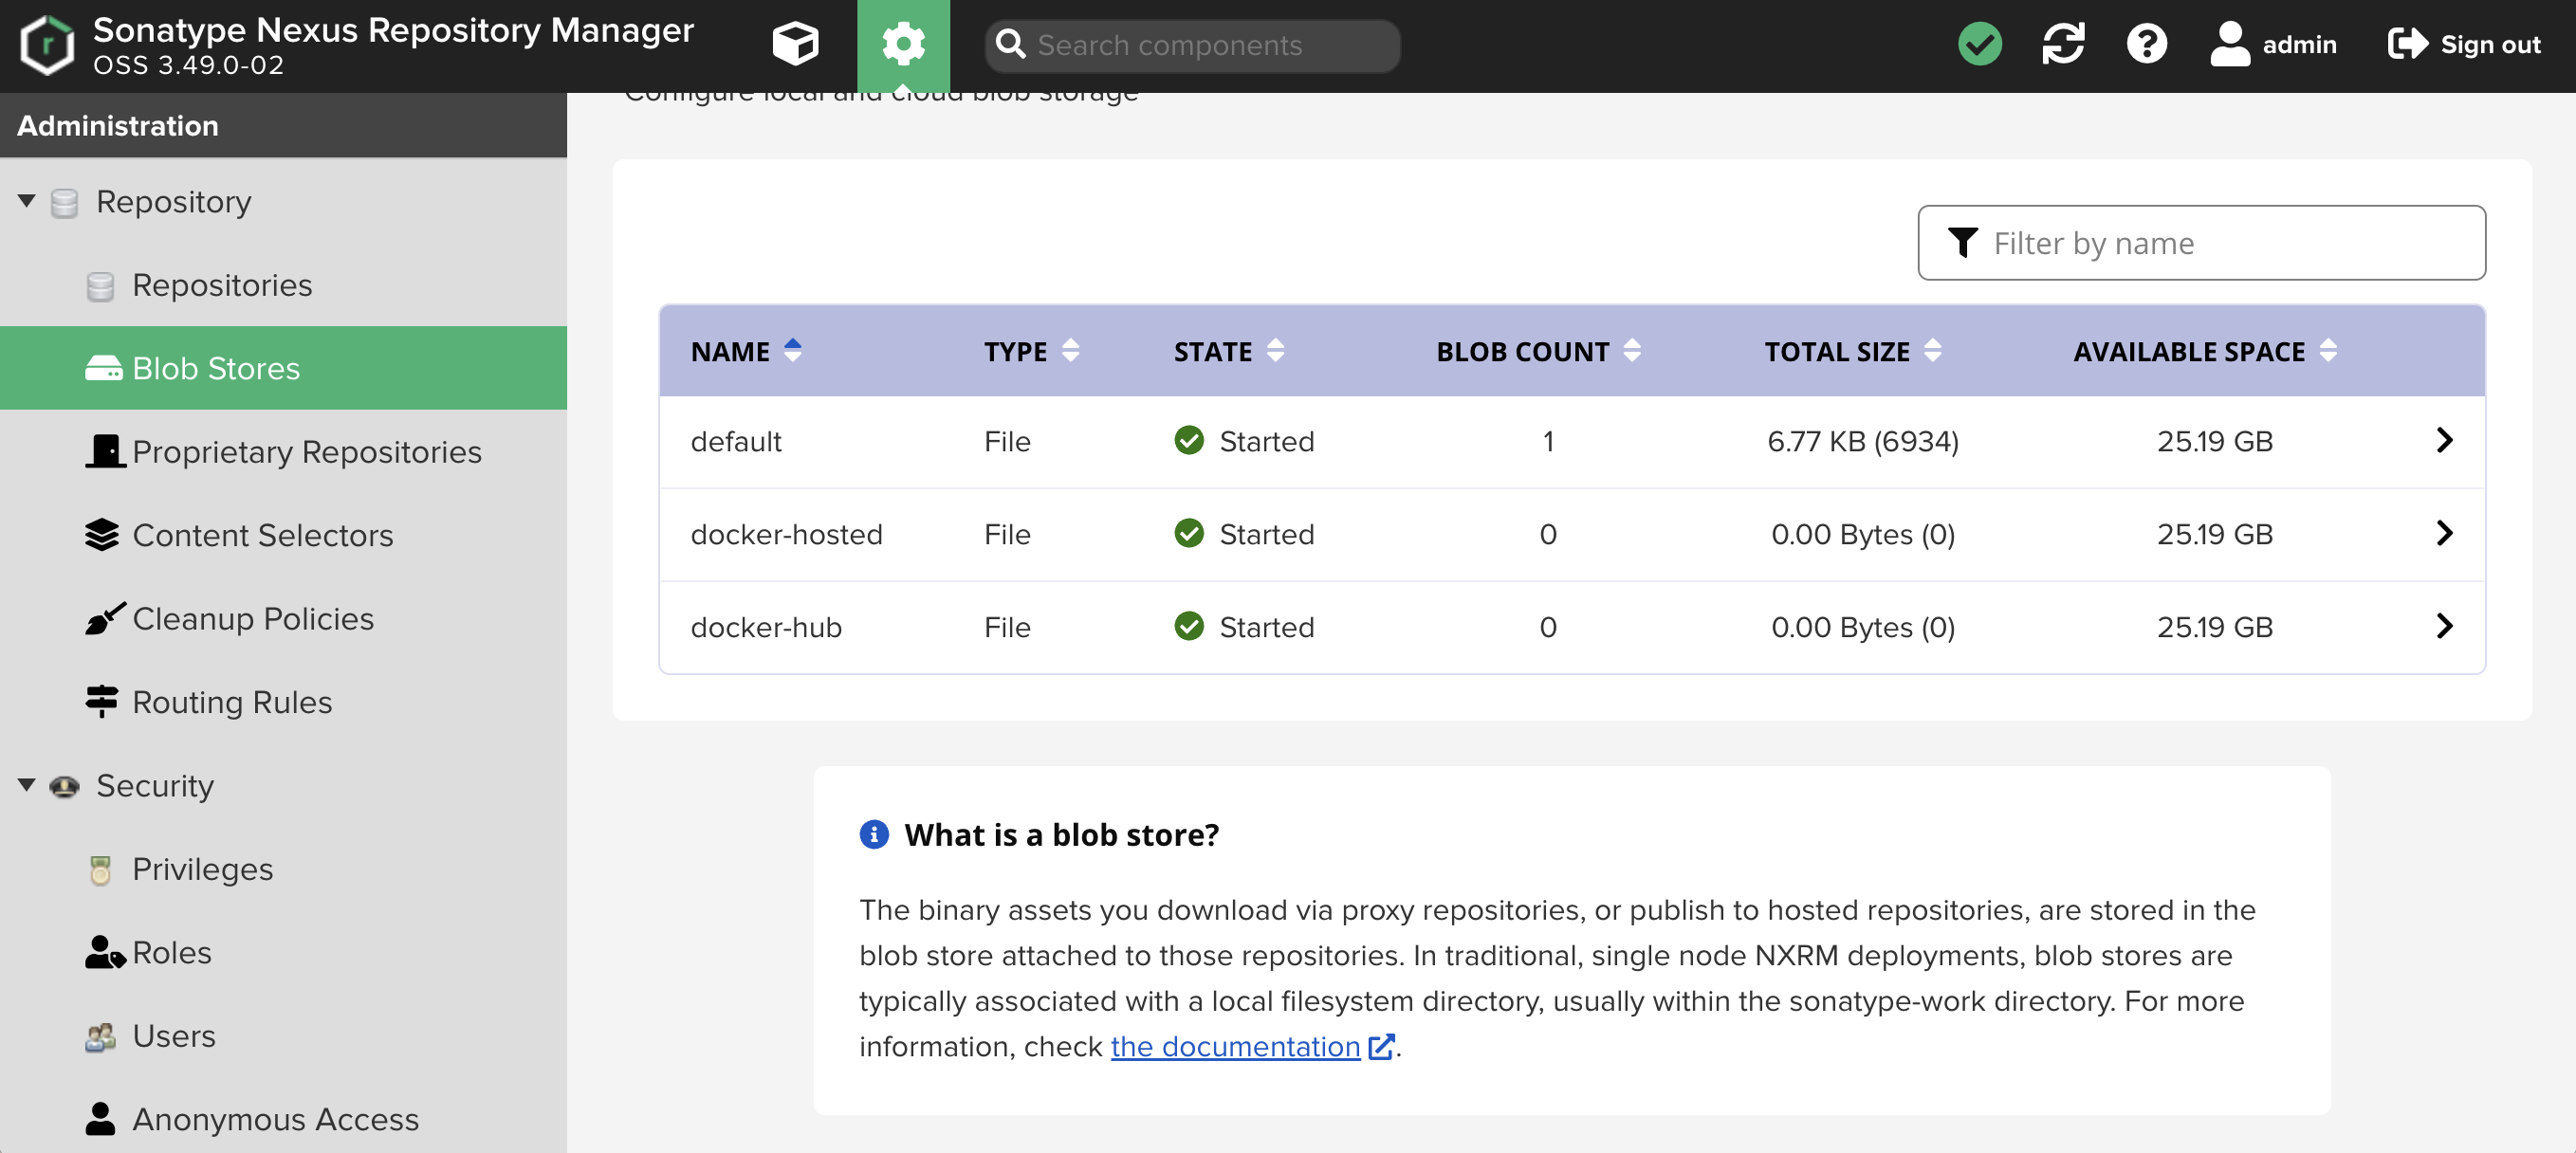 Sonatype Nexus Repository Manager
OSS 3.49.0-02
Search components
admin
Sign out
Administration
Repository
Repositories
Blob Stores
Proprietary Repositories
Content Selectors
Cleanup Policies
Routing Rules
Security
Privileges
Roles
Users
Anonymous Access
Configure local and cloud blob storage
Filter by name
NAME TYPE STATE BLOB COUNT TOTAL SIZE AVAILABLE SPACE
default File Started 1 6.77 KB (6934) 25.19 GB
docker-hosted File Started 0 0.00 Bytes (0) 25.19 GB
docker-hub File Started 0 0.00 Bytes (0) 25.19 GB
What is a blob store?
The binary assets you download via proxy repositories, or publish to hosted repositories, are stored in the
blob store attached to those repositories. In traditional, single node NXRM deployments, blob stores are
typically associated with a local filesystem directory, usually within the sonatype-work directory. For more
information, check the documentation.